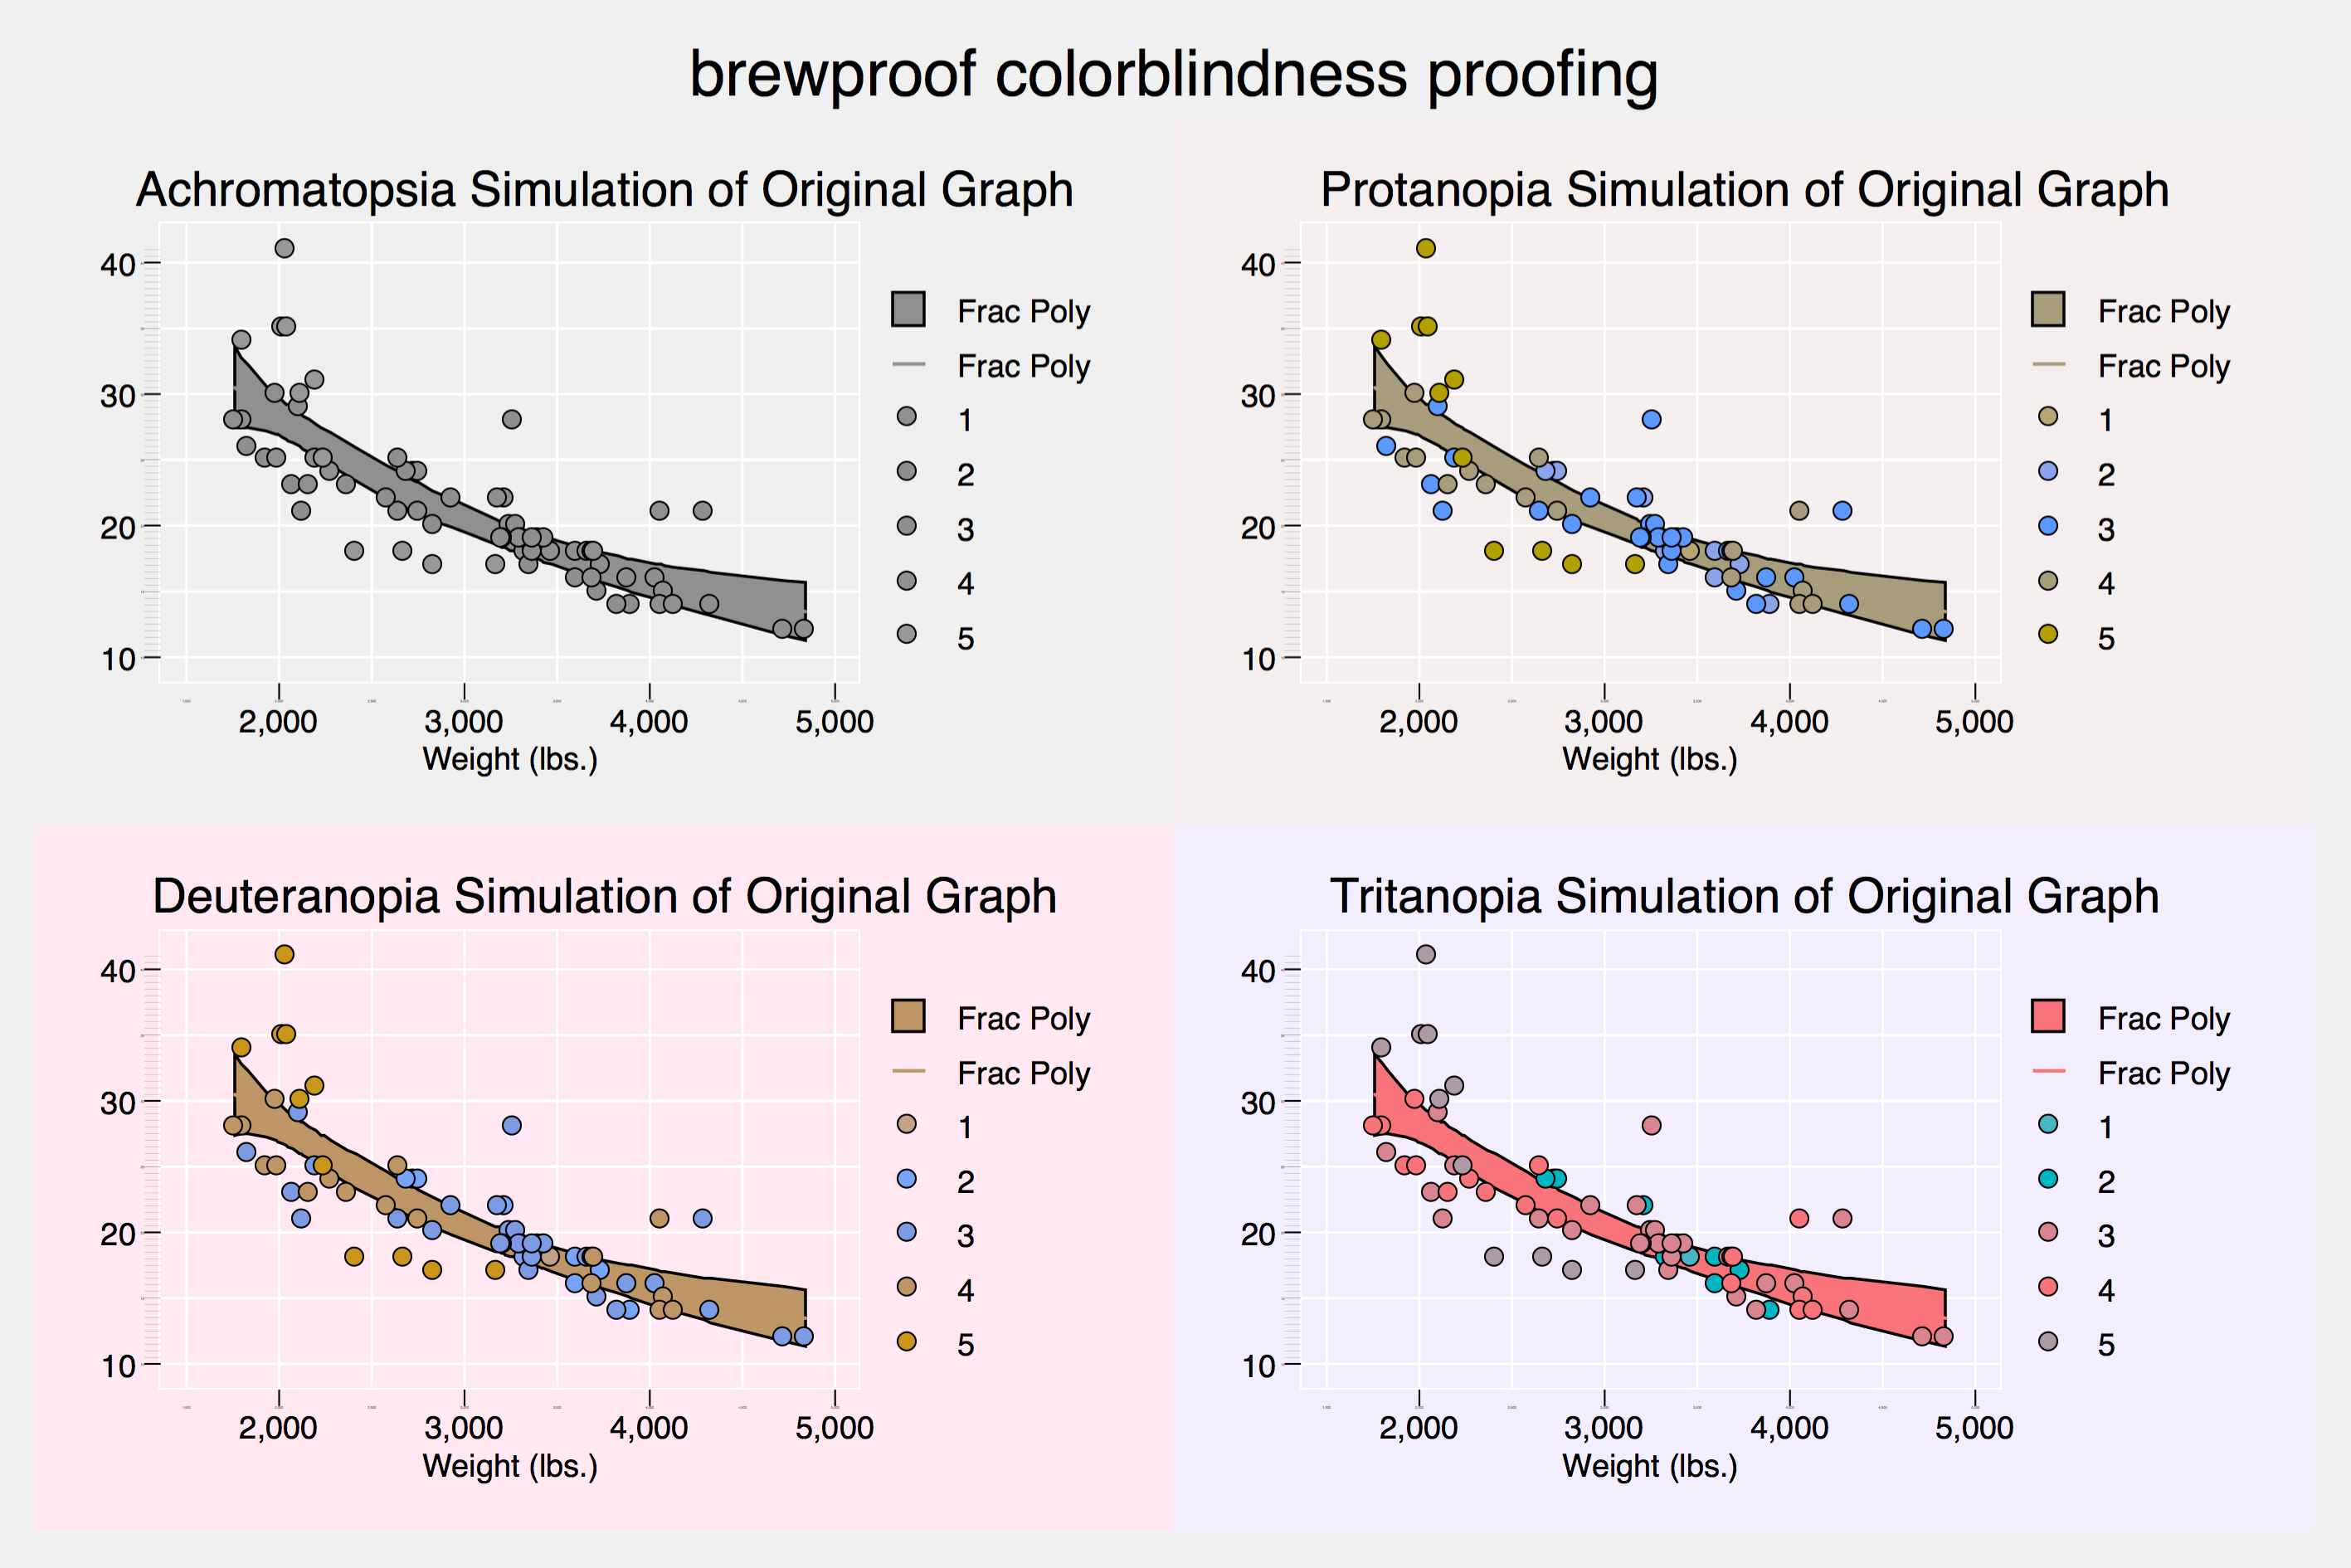 brewproof colorblindness proofing
Achromatopsia Simulation of Original Graph
40
30
20
10
2,000 3,000 4,000 5,000
Weight (lbs.)
Frac Poly
Frac Poly
1
2
3
4
5
Protanopia Simulation of Original Graph
40
30
20
10
2,000 3,000 4,000 5,000
Weight (lbs.)
Frac Poly
Frac Poly
1
2
3
4
5
Deuteranopia Simulation of Original Graph
40
30
20
10
2,000 3,000 4,000 5,000
Weight (lbs.)
Frac Poly
Frac Poly
1
2
3
4
5
Tritanopia Simulation of Original Graph
40
30
20
10
2,000 3,000 4,000 5,000
Weight (lbs.)
Frac Poly
Frac Poly
1
2
3
4
5